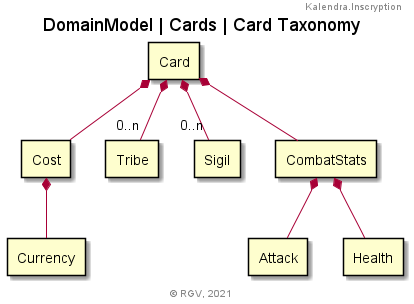 Kalendra.Inscryption
DomainModel | Cards | Card Taxonomy
Card
0..n
0..n
Cost
Tribe
Sigil
CombatStats
Currency
Attack
Health
© RGV, 2021